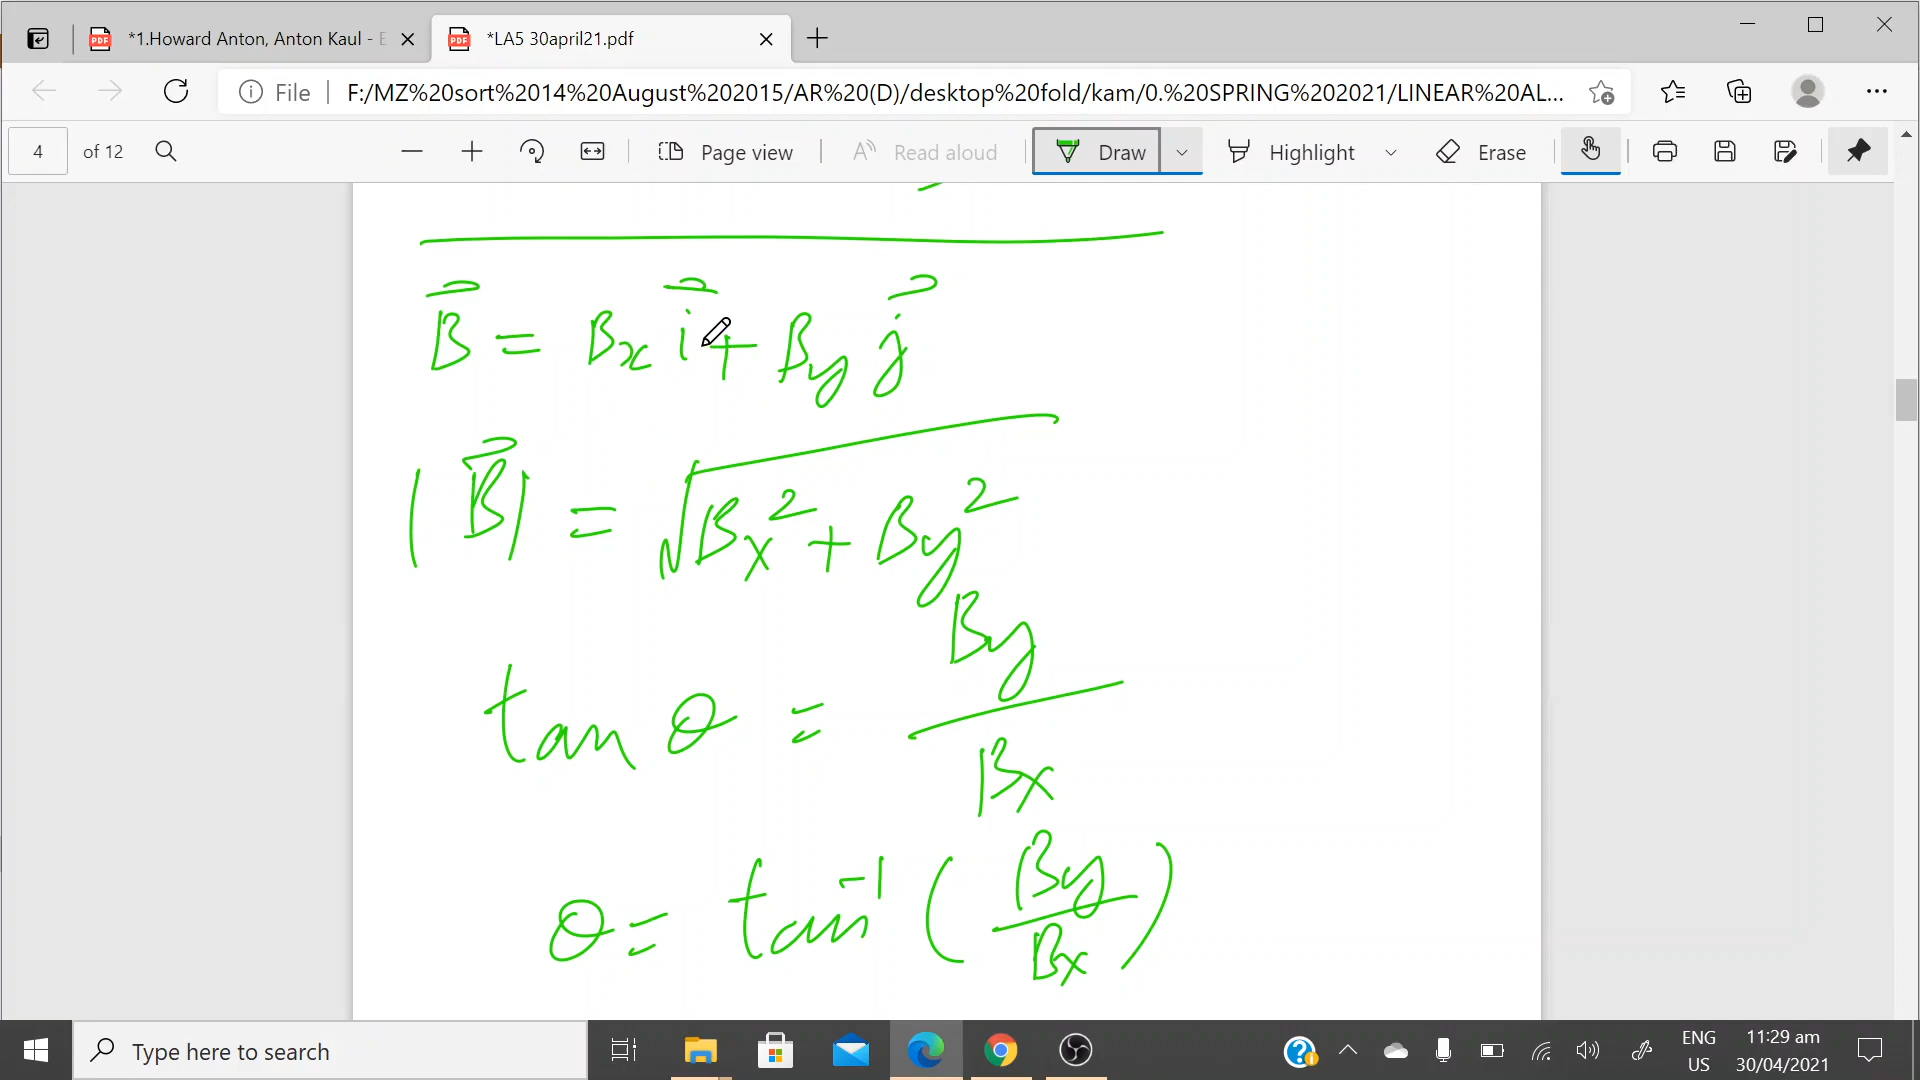 *1.Howard Anton, Anton Kaul - E
*LA5 30april21.pdf
File
F:/MZ%20sort%2014%20August%202015/AR%20(D)/desktop%20fold/kam/0.%20SPRING%202021/LINEAR%20AL...
4 of 12
Page view
Read aloud
Draw
Highlight
Erase
B⃗ = Bx i⃗ + By j⃗
|B⃗| = √(Bx² + By²)
tan θ = By / Bx
θ = tan⁻¹ (By / Bx)
Type here to search
ENG
US
11:29 am
30/04/2021